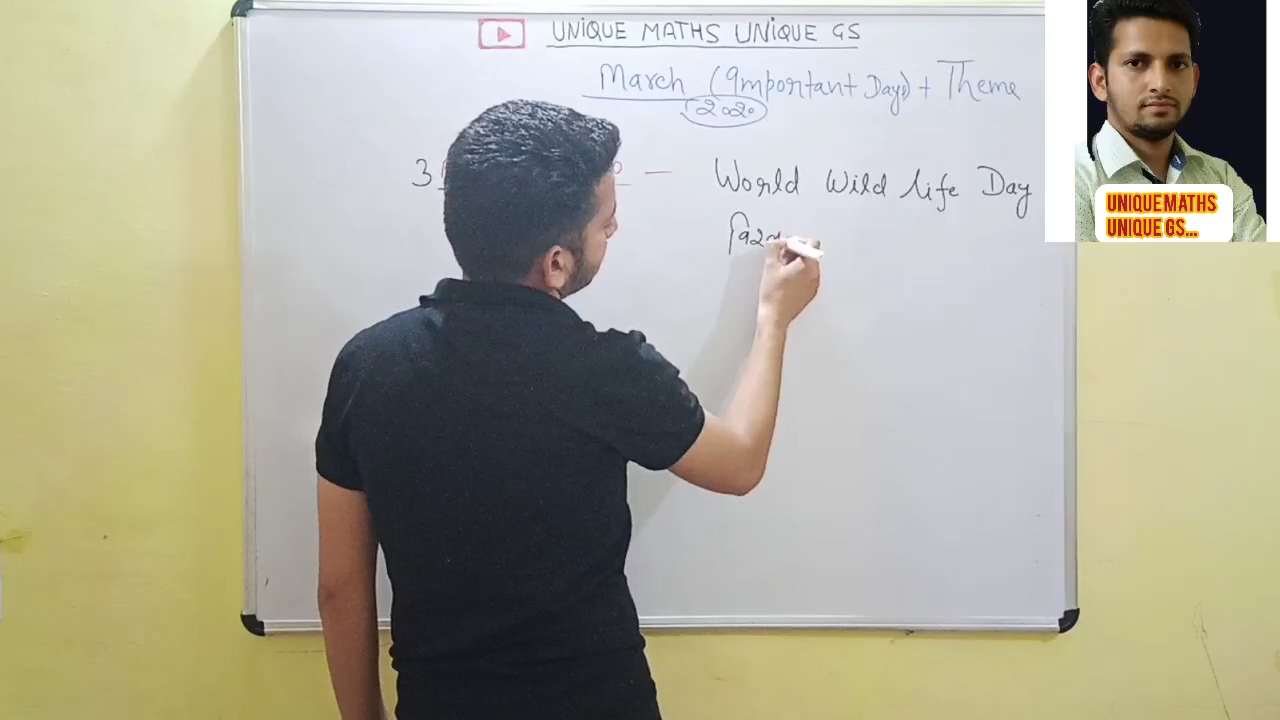 UNIQUE MATHS UNIQUE GS
March (Important Days) + Theme
2020
3
— World Wild life Day
UNIQUE MATHS
UNIQUE GS...